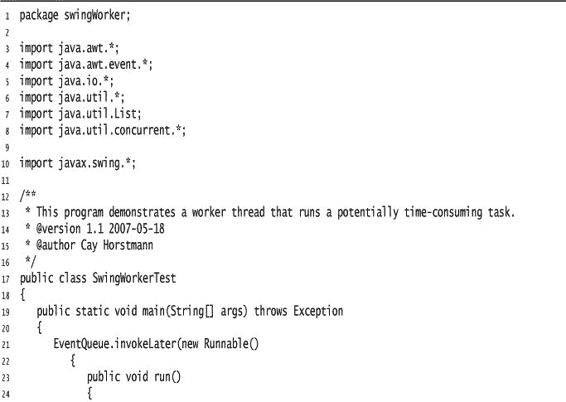 1 package swingWorker;
2
3 import java.awt.*;
4 import java.awt.event.*;
5 import java.io.*;
6 import java.util.*;
7 import java.util.List;
8 import java.util.concurrent.*;
9
10 import javax.swing.*;
11
12 /**
13  * This program demonstrates a worker thread that runs a potentially time-consuming task.
14  * @version 1.1 2007-05-18
15  * @author Cay Horstmann
16  */
17 public class SwingWorkerTest
18 {
19    public static void main(String[] args) throws Exception
20    {
21       EventQueue.invokeLater(new Runnable()
22          {
23             public void run()
24             {